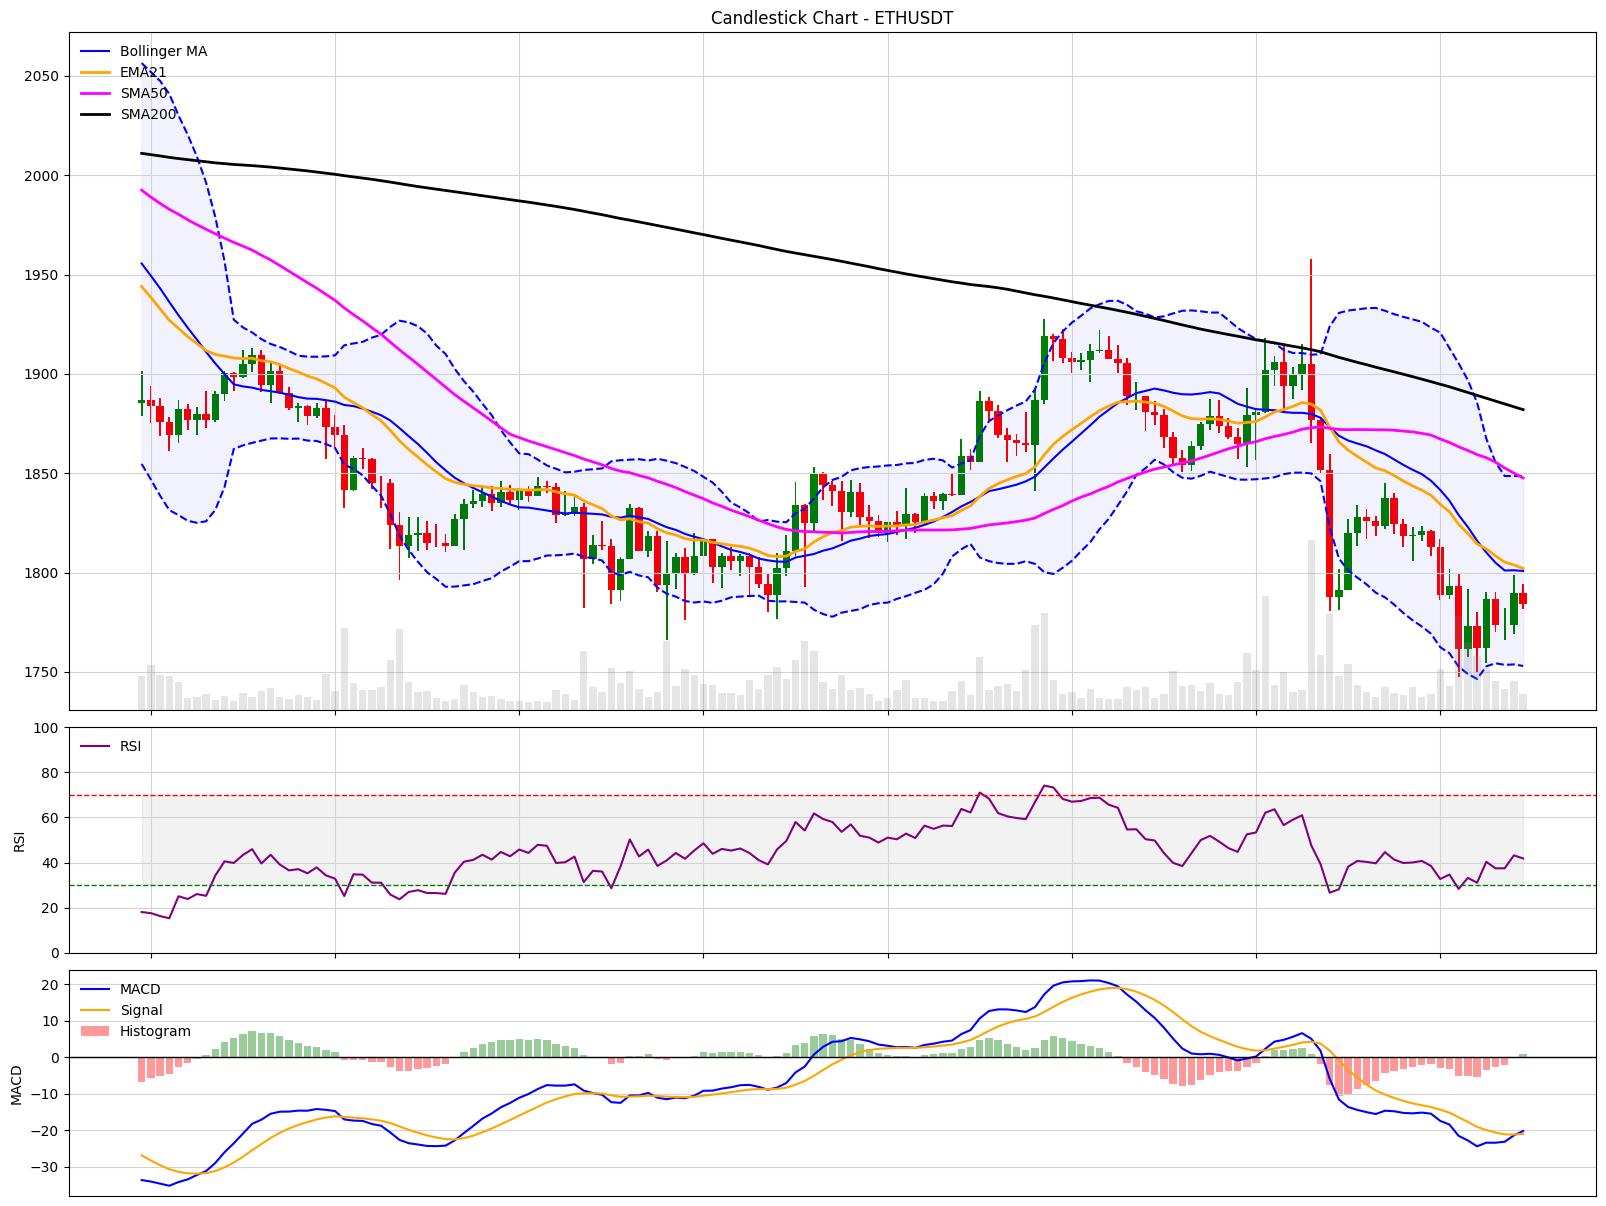 Candlestick Chart - ETHUSDT
Bollinger MA
EMA21
SMA50
SMA200
2050
2000
1950
1900
1850
1800
1750
RSI
100
80
60
40
20
0
RSI
MACD
Signal
Histogram
20
10
0
−10
−20
−30
MACD